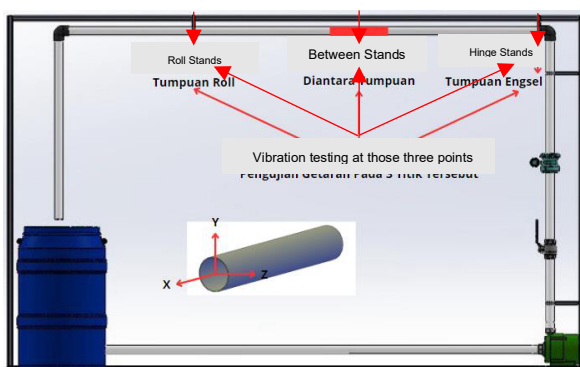 Roll Stands
Between Stands
Hinge Stands
Tumpuan Roll
Diantara Tumpuan
Tumpuan Engsel
Vibration testing at those three points
Pengujian Getaran Pada 3 Titik Tersebut
Y
X
Z